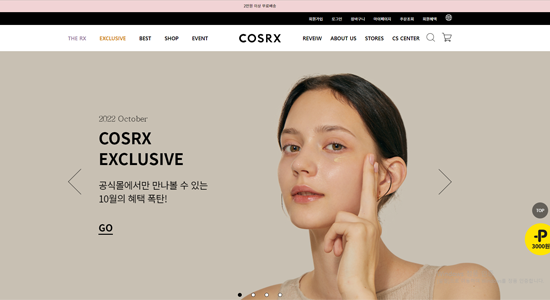 2만원 이상 무료배송
회원가입 로그인 장바구니 마이페이지 주문조회 회원혜택
THE RX EXCLUSIVE BEST SHOP EVENT COSRX REVEIW ABOUT US STORES CS CENTER
2022 October
COSRX
EXCLUSIVE
공식몰에서만 만나볼 수 있는
10월의 혜택 폭탄!
GO
TOP
-P
3000원